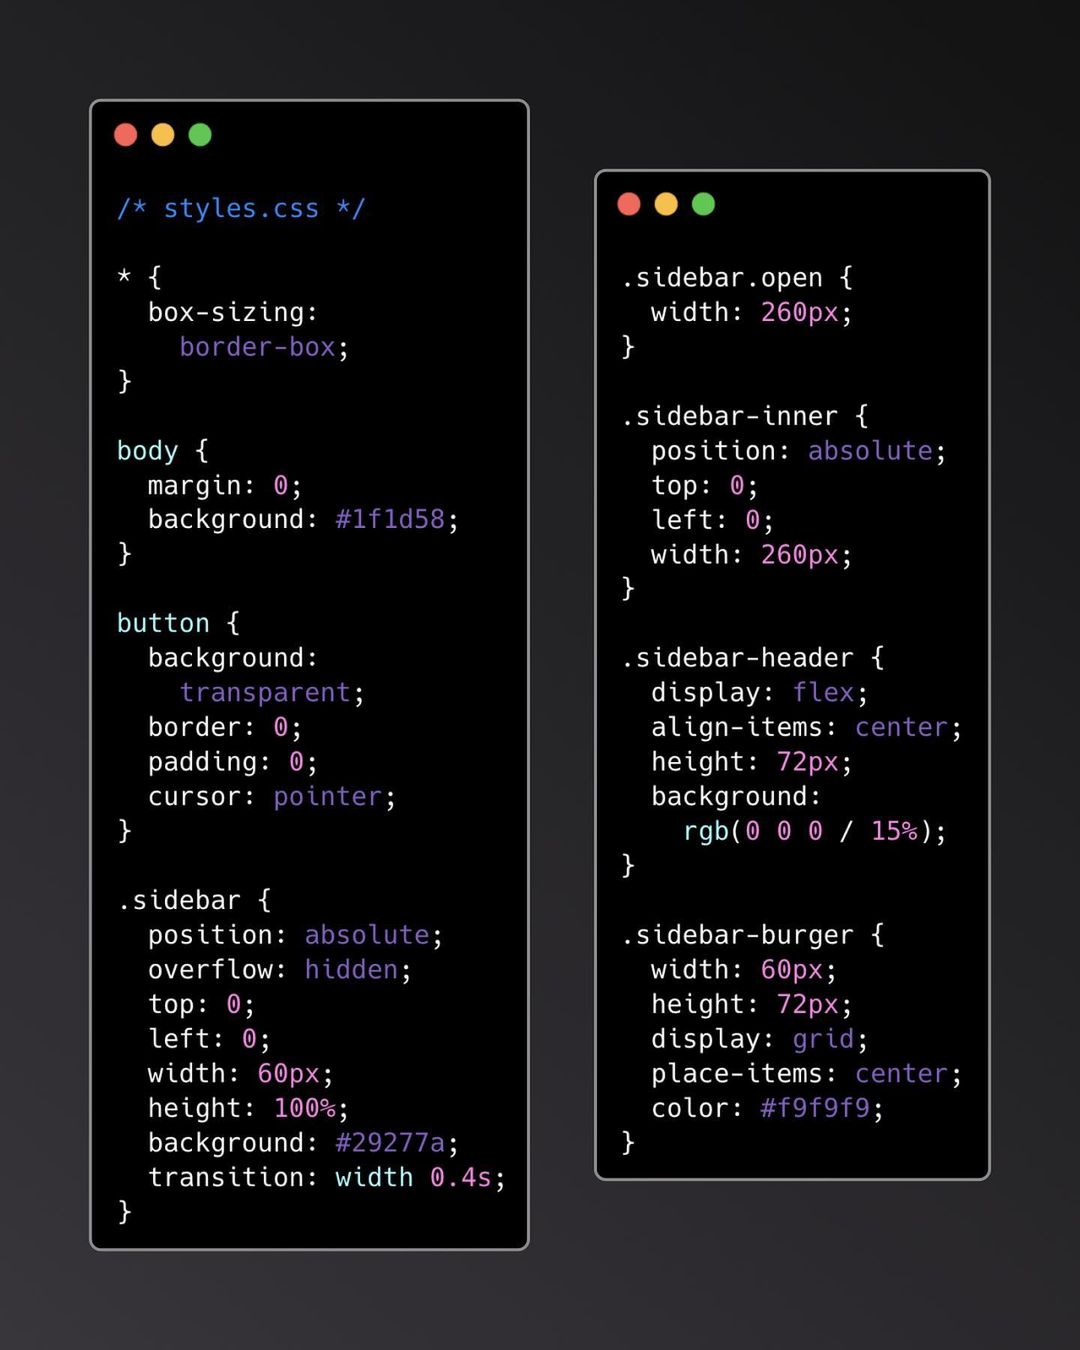 /* styles.css */
* {
  box-sizing:
    border-box;
}
body {
  margin: 0;
  background: #1f1d58;
}
button {
  background:
    transparent;
  border: 0;
  padding: 0;
  cursor: pointer;
}
.sidebar {
  position: absolute;
  overflow: hidden;
  top: 0;
  left: 0;
  width: 60px;
  height: 100%;
  background: #29277a;
  transition: width 0.4s;
}
.sidebar.open {
  width: 260px;
}
.sidebar-inner {
  position: absolute;
  top: 0;
  left: 0;
  width: 260px;
}
.sidebar-header {
  display: flex;
  align-items: center;
  height: 72px;
  background:
    rgb(0 0 0 / 15%);
}
.sidebar-burger {
  width: 60px;
  height: 72px;
  display: grid;
  place-items: center;
  color: #f9f9f9;
}